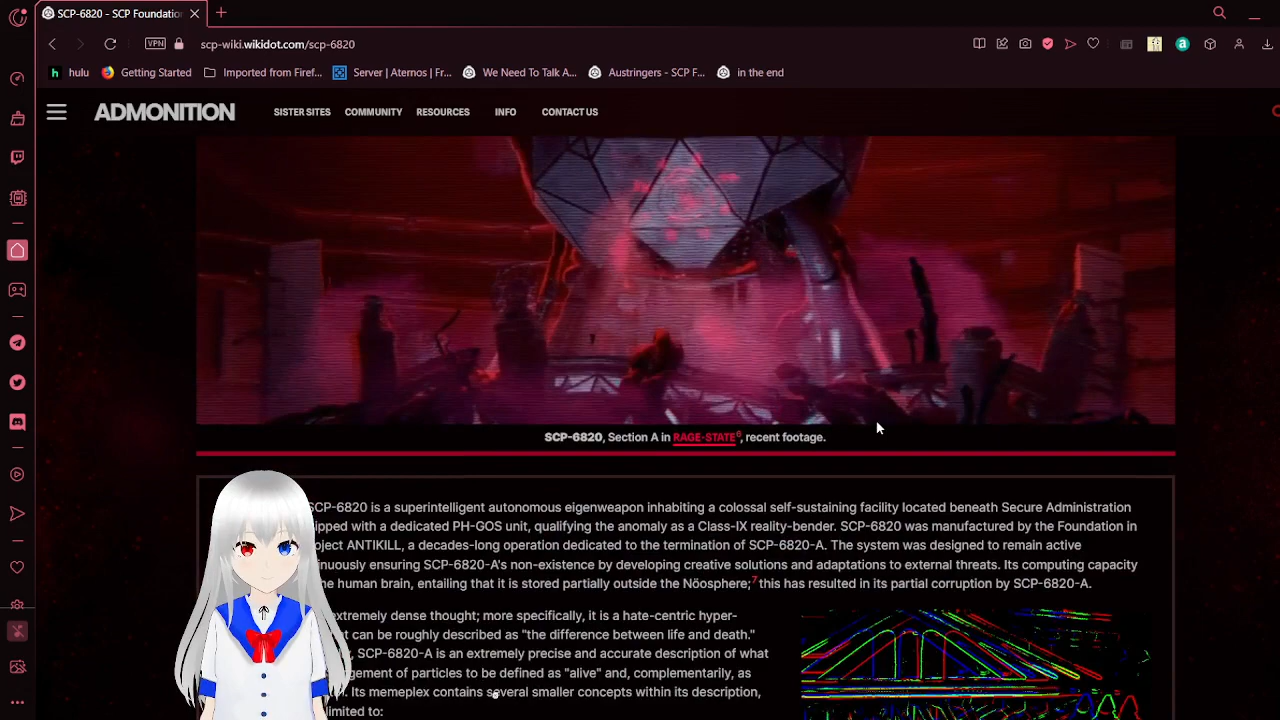 SCP-6820 - SCP Foundatio
VPN
scp-wiki.wikidot.com/scp-6820
hulu
Getting Started
Imported from Firef...
Server | Aternos | Fr...
We Need To Talk A...
Austringers - SCP F...
in the end
ADMONITION
SISTER SITES
COMMUNITY
RESOURCES
INFO
CONTACT US
SCP-6820, Section A in RAGE-STATE6, recent footage.
SCP-6820 is a superintelligent autonomous eigenweapon inhabiting a colossal self-sustaining facility located beneath Secure Administration
ipped with a dedicated PH-GOS unit, qualifying the anomaly as a Class-IX reality-bender. SCP-6820 was manufactured by the Foundation in
oject ANTIKILL, a decades-long operation dedicated to the termination of SCP-6820-A. The system was designed to remain active
inuously ensuring SCP-6820-A's non-existence by developing creative solutions and adaptations to external threats. Its computing capacity
he human brain, entailing that it is stored partially outside the Nöosphere;7 this has resulted in its partial corruption by SCP-6820-A.
extremely dense thought; more specifically, it is a hate-centric hyper-
t can be roughly described as "the difference between life and death."
, SCP-6820-A is an extremely precise and accurate description of what
gement of particles to be defined as "alive" and, complementarily, as
. Its memeplex contains several smaller concepts within its description,
limited to: